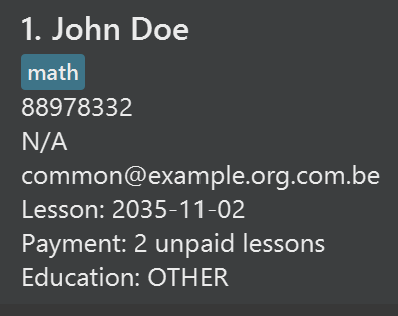 1. John Doe
math
88978332
N/A
common@example.org.com.be
Lesson: 2035-11-02
Payment: 2 unpaid lessons
Education: OTHER